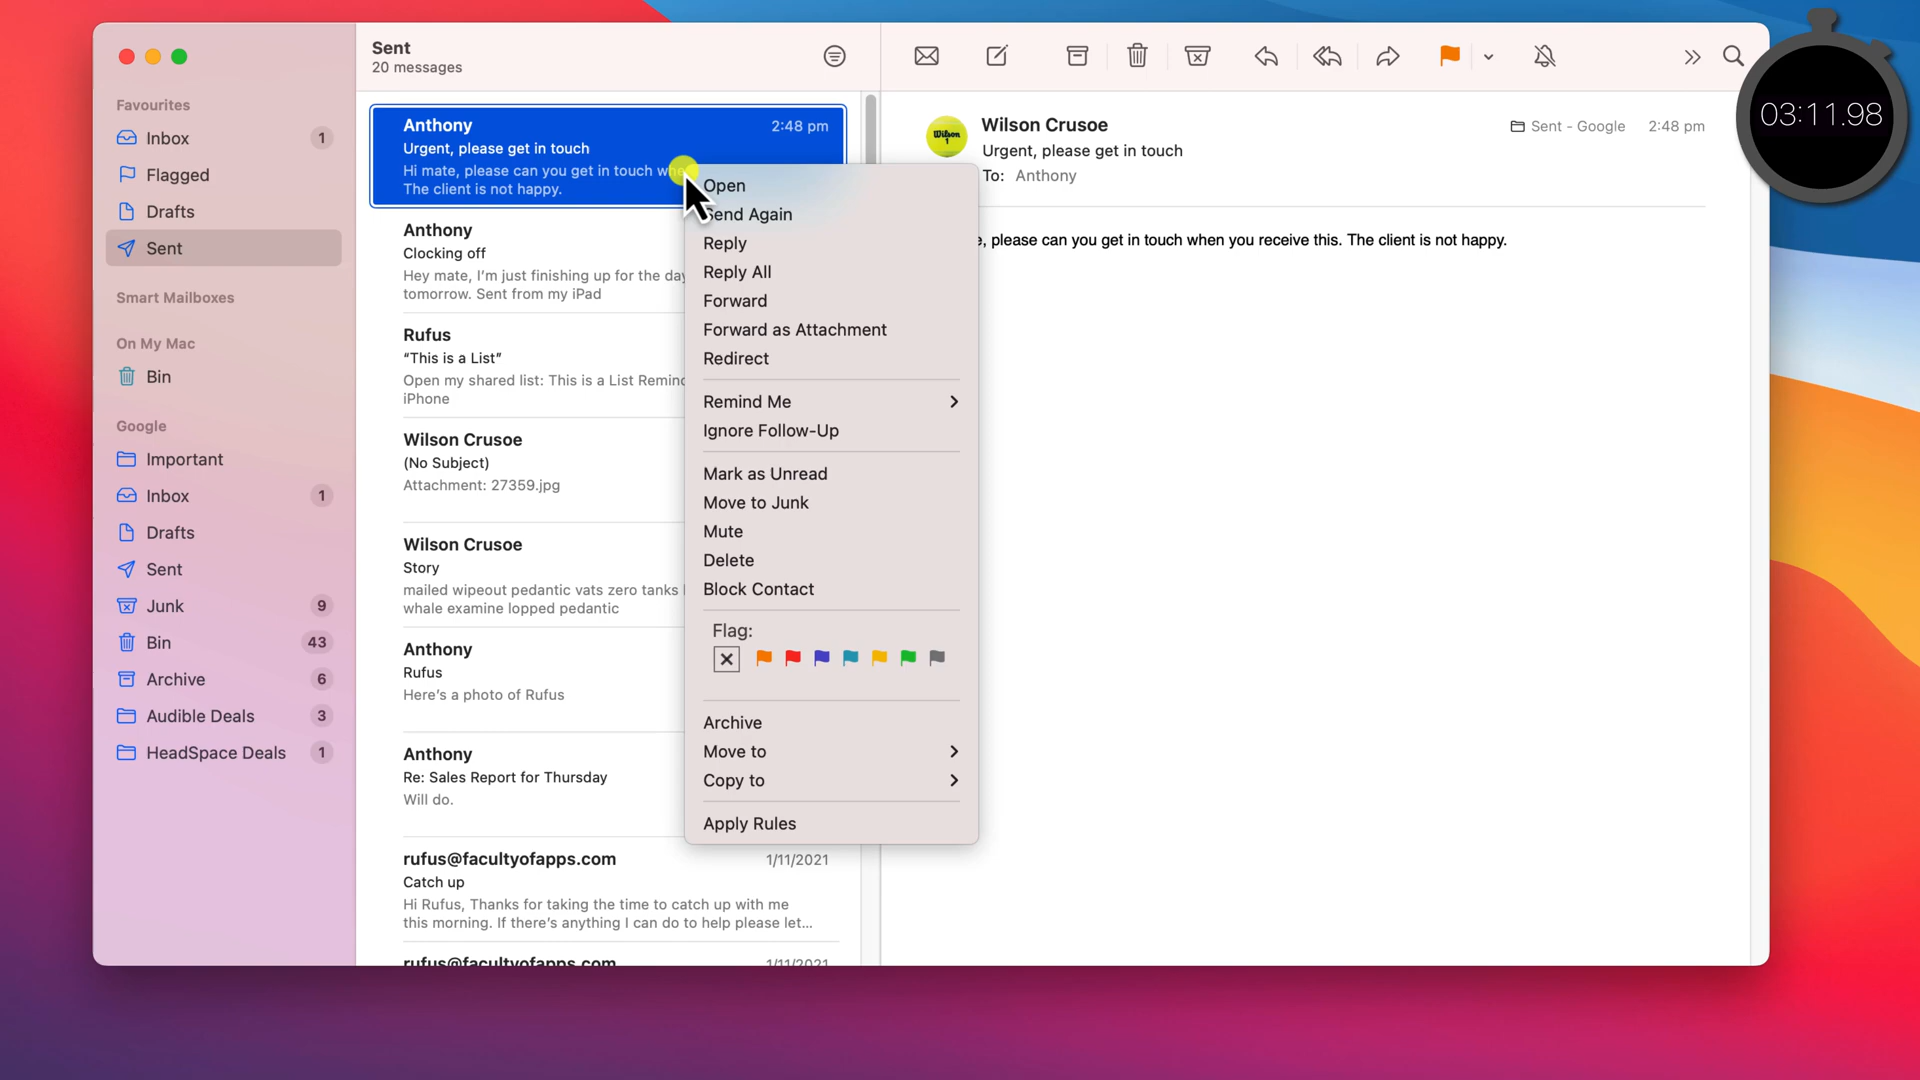 Favourites
Inbox 1
Flagged
Drafts
Sent
Smart Mailboxes
On My Mac
Bin
Google
Important
Inbox 1
Drafts
Sent
Junk 9
Bin 43
Archive 6
Audible Deals 3
HeadSpace Deals 1
Sent
20 messages
Anthony 2:48 pm
Urgent, please get in touch
Hi mate, please can you get in touch
The client is not happy.
Anthony
Clocking off
Hey mate, I'm just finishing up for the day
tomorrow. Sent from my iPad
Rufus
"This is a List"
Open my shared list: This is a List
iPhone
Wilson Crusoe
(No Subject)
Attachment: 27359.jpg
Wilson Crusoe
Story
mailed wipeout pedantic vats zero tanks
whale examine lopped pedantic
Anthony
Rufus
Here's a photo of Rufus
Anthony
Re: Sales Report for Thursday
Will do.
rufus@facultyofapps.com 1/11/2021
Catch up
Hi Rufus, Thanks for taking the time to catch up with me
this morning. If there's anything I can do to help please let...
rufus@facultyofapps.com 1/11/2021
Open
Send Again
Reply
Reply All
Forward
Forward as Attachment
Redirect
Remind Me
Ignore Follow-Up
Mark as Unread
Move to Junk
Mute
Delete
Block Contact
Flag:
Archive
Move to
Copy to
Apply Rules
Wilson
1
Wilson Crusoe
Sent - Google 2:48 pm
Urgent, please get in touch
To: Anthony
, please can you get in touch when you receive this. The client is not happy.
03:11.98